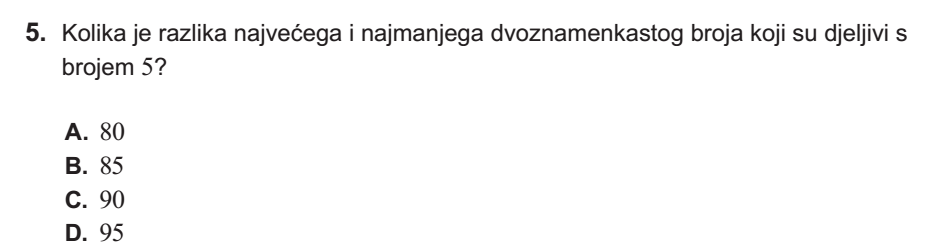 5. Kolika je razlika najvećega i najmanjega dvoznamenkastog broja koji su djeljivi s
brojem 5?
A. 80
B. 85
C. 90
D. 95